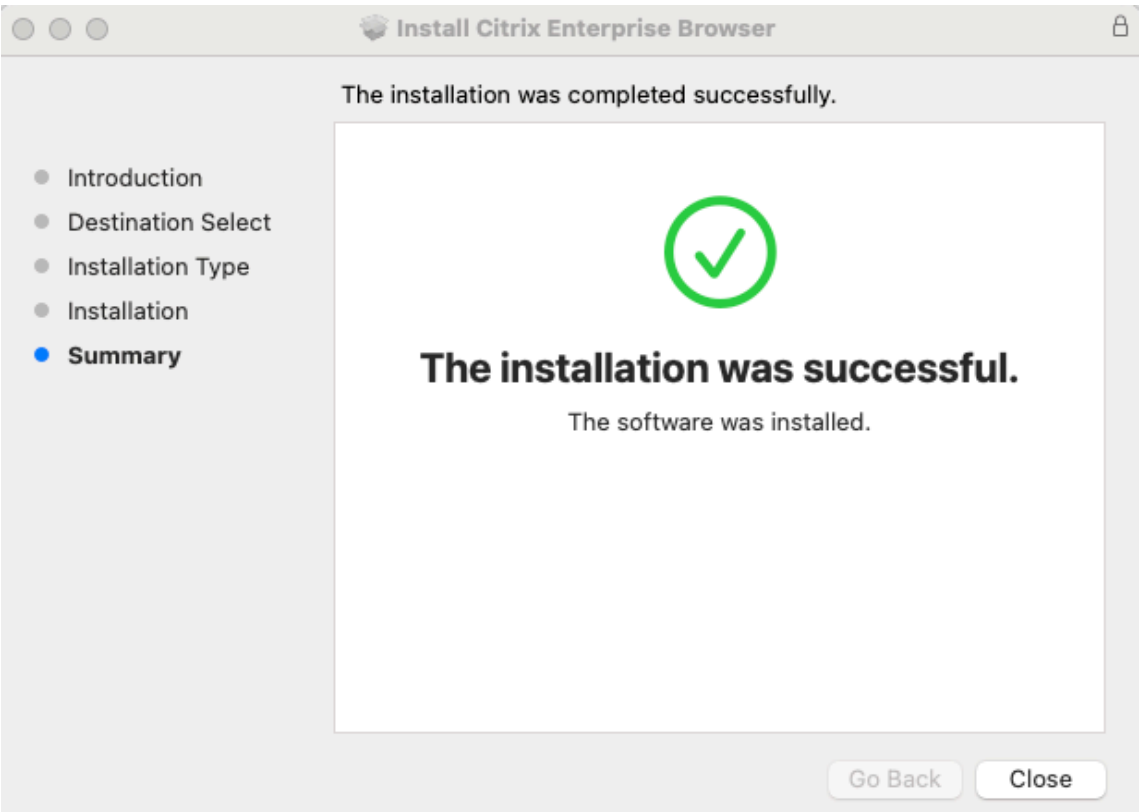 Install Citrix Enterprise Browser
The installation was completed successfully.
Introduction
Destination Select
Installation Type
Installation
Summary
The installation was successful.
The software was installed.
Go Back
Close